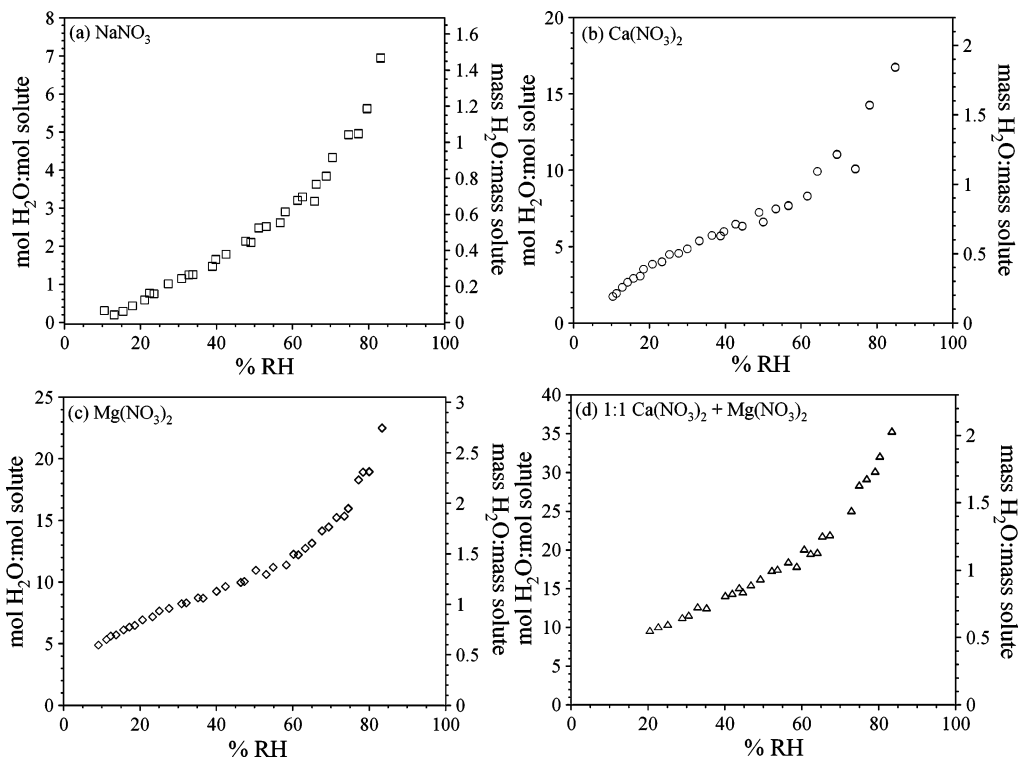 (a) NaNO3
mol H2O:mol solute
8
7
6
5
4
3
2
1
0
1.6
1.4
1.2
1
0.8
0.6
0.4
0.2
0
mass H2O:mass solute
0 20 40 60 80 100
% RH
(b) Ca(NO3)2
mol H2O:mol solute
20
15
10
5
0
2
1.5
1
0.5
0
mass H2O:mass solute
0 20 40 60 80 100
% RH
(c) Mg(NO3)2
mol H2O:mol solute
25
20
15
10
5
0
3
2.5
2
1.5
1
0.5
0
mass H2O:mass solute
0 20 40 60 80 100
% RH
(d) 1:1 Ca(NO3)2 + Mg(NO3)2
mol H2O:mol solute
40
35
30
25
20
15
10
5
0
2
1.5
1
0.5
0
mass H2O:mass solute
0 20 40 60 80 100
% RH